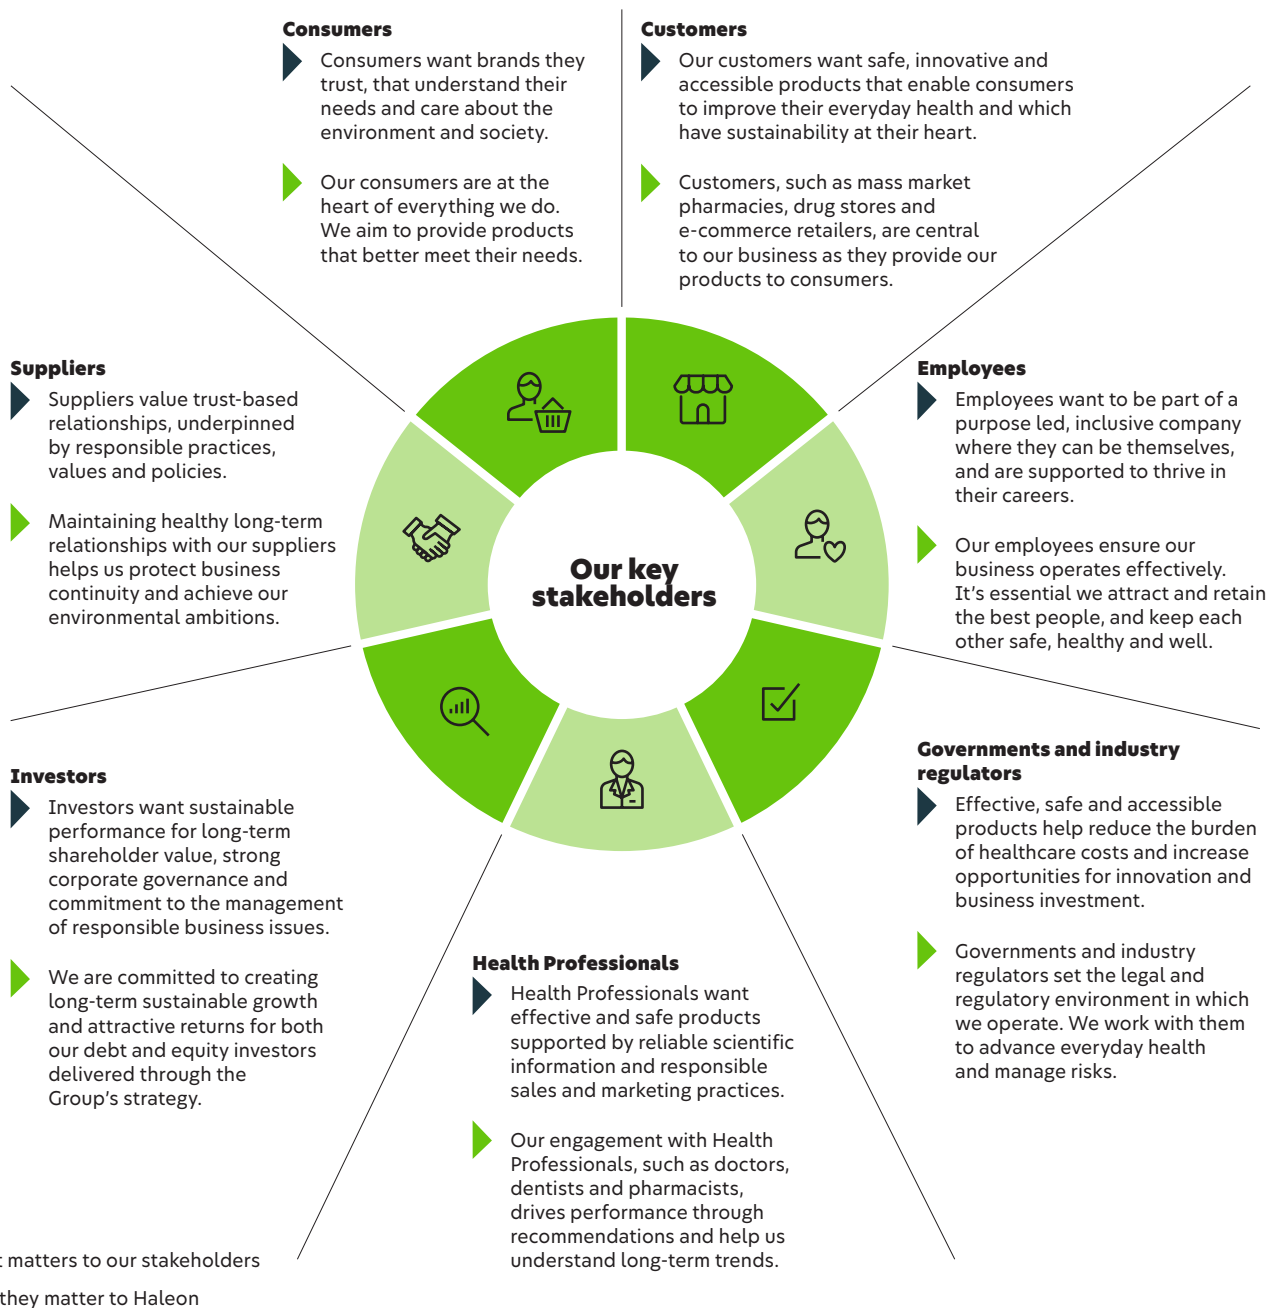 Consumers
Consumers want brands they
trust, that understand their
needs and care about the
environment and society.
Our consumers are at the
heart of everything we do.
We aim to provide products
that better meet their needs.
Customers
Our customers want safe, innovative and
accessible products that enable consumers
to improve their everyday health and which
have sustainability at their heart.
Customers, such as mass market
pharmacies, drug stores and
e-commerce retailers, are central
to our business as they provide our
products to consumers.
Suppliers
Suppliers value trust-based
relationships, underpinned
by responsible practices,
values and policies.
Maintaining healthy long-term
relationships with our suppliers
helps us protect business
continuity and achieve our
environmental ambitions.
Our key
stakeholders
Employees
Employees want to be part of a
purpose led, inclusive company
where they can be themselves,
and are supported to thrive in
their careers.
Our employees ensure our
business operates effectively.
It's essential we attract and retain
the best people, and keep each
other safe, healthy and well.
Investors
Investors want sustainable
performance for long-term
shareholder value, strong
corporate governance and
commitment to the management
of responsible business issues.
We are committed to creating
long-term sustainable growth
and attractive returns for both
our debt and equity investors
delivered through the
Group's strategy.
Health Professionals
Health Professionals want
effective and safe products
supported by reliable scientific
information and responsible
sales and marketing practices.
Our engagement with Health
Professionals, such as doctors,
dentists and pharmacists,
drives performance through
recommendations and help us
understand long-term trends.
Governments and industry
regulators
Effective, safe and accessible
products help reduce the burden
of healthcare costs and increase
opportunities for innovation and
business investment.
Governments and industry
regulators set the legal and
regulatory environment in which
we operate. We work with them
to advance everyday health
and manage risks.
matters to our stakeholders
they matter to Haleon